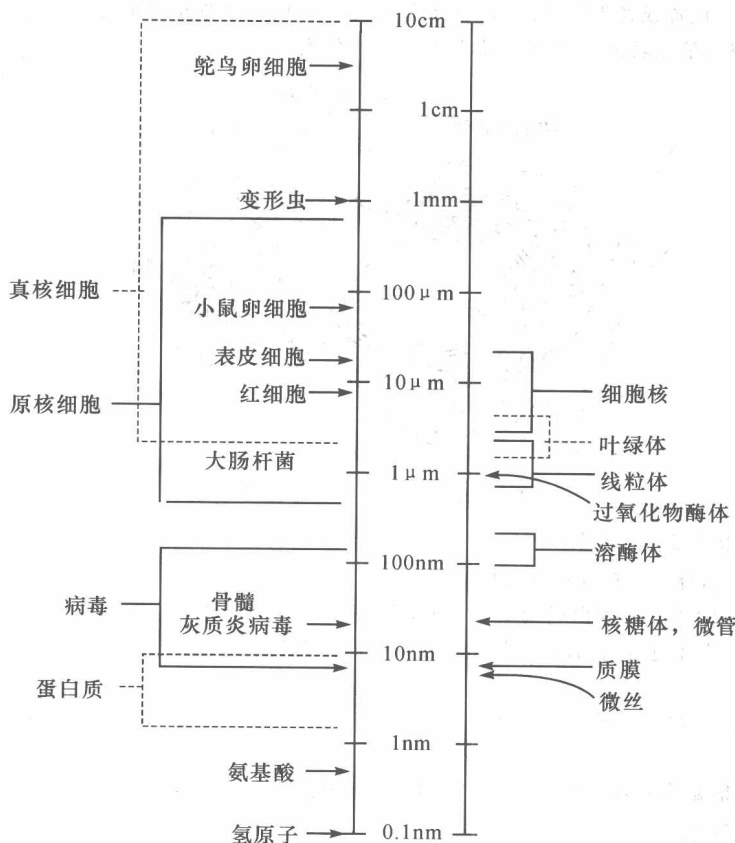 10cm
鸵鸟卵细胞
1cm
变形虫
1mm
真核细胞
100μm
小鼠卵细胞
表皮细胞
10μm
红细胞
细胞核
原核细胞
叶绿体
大肠杆菌
1μm
线粒体
过氧化物酶体
溶酶体
100nm
病毒
骨髓
灰质炎病毒
核糖体，微管
10nm
质膜
蛋白质
微丝
1nm
氨基酸
氢原子
0.1nm